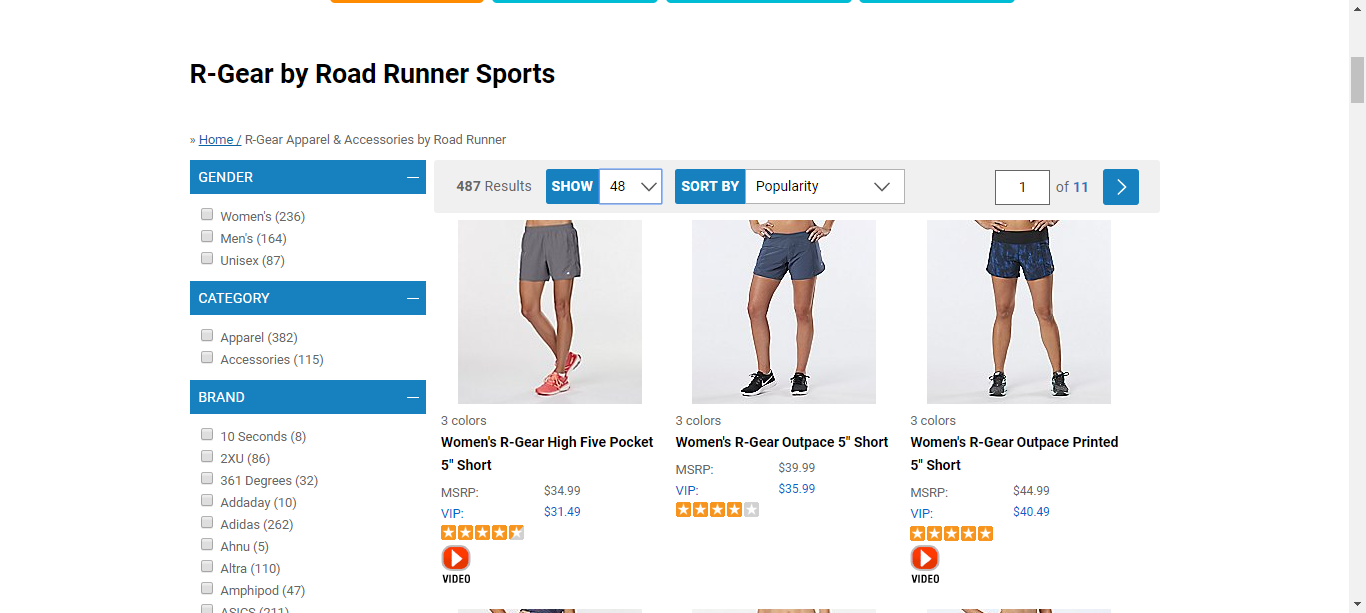 R-Gear by Road Runner Sports
» Home / R-Gear Apparel & Accessories by Road Runner
GENDER
Women's (236)
Men's (164)
Unisex (87)
CATEGORY
Apparel (382)
Accessories (115)
BRAND
10 Seconds (8)
2XU (86)
361 Degrees (32)
Addaday (10)
Adidas (262)
Ahnu (5)
Altra (110)
Amphipod (47)
ASICS (211)
487 Results SHOW 48 SORT BY Popularity 1 of 11
3 colors
Women's R-Gear High Five Pocket
5" Short
MSRP: $34.99
VIP: $31.49
VIDEO
3 colors
Women's R-Gear Outpace 5" Short
MSRP: $39.99
VIP: $35.99
3 colors
Women's R-Gear Outpace Printed
5" Short
MSRP: $44.99
VIP: $40.49
VIDEO